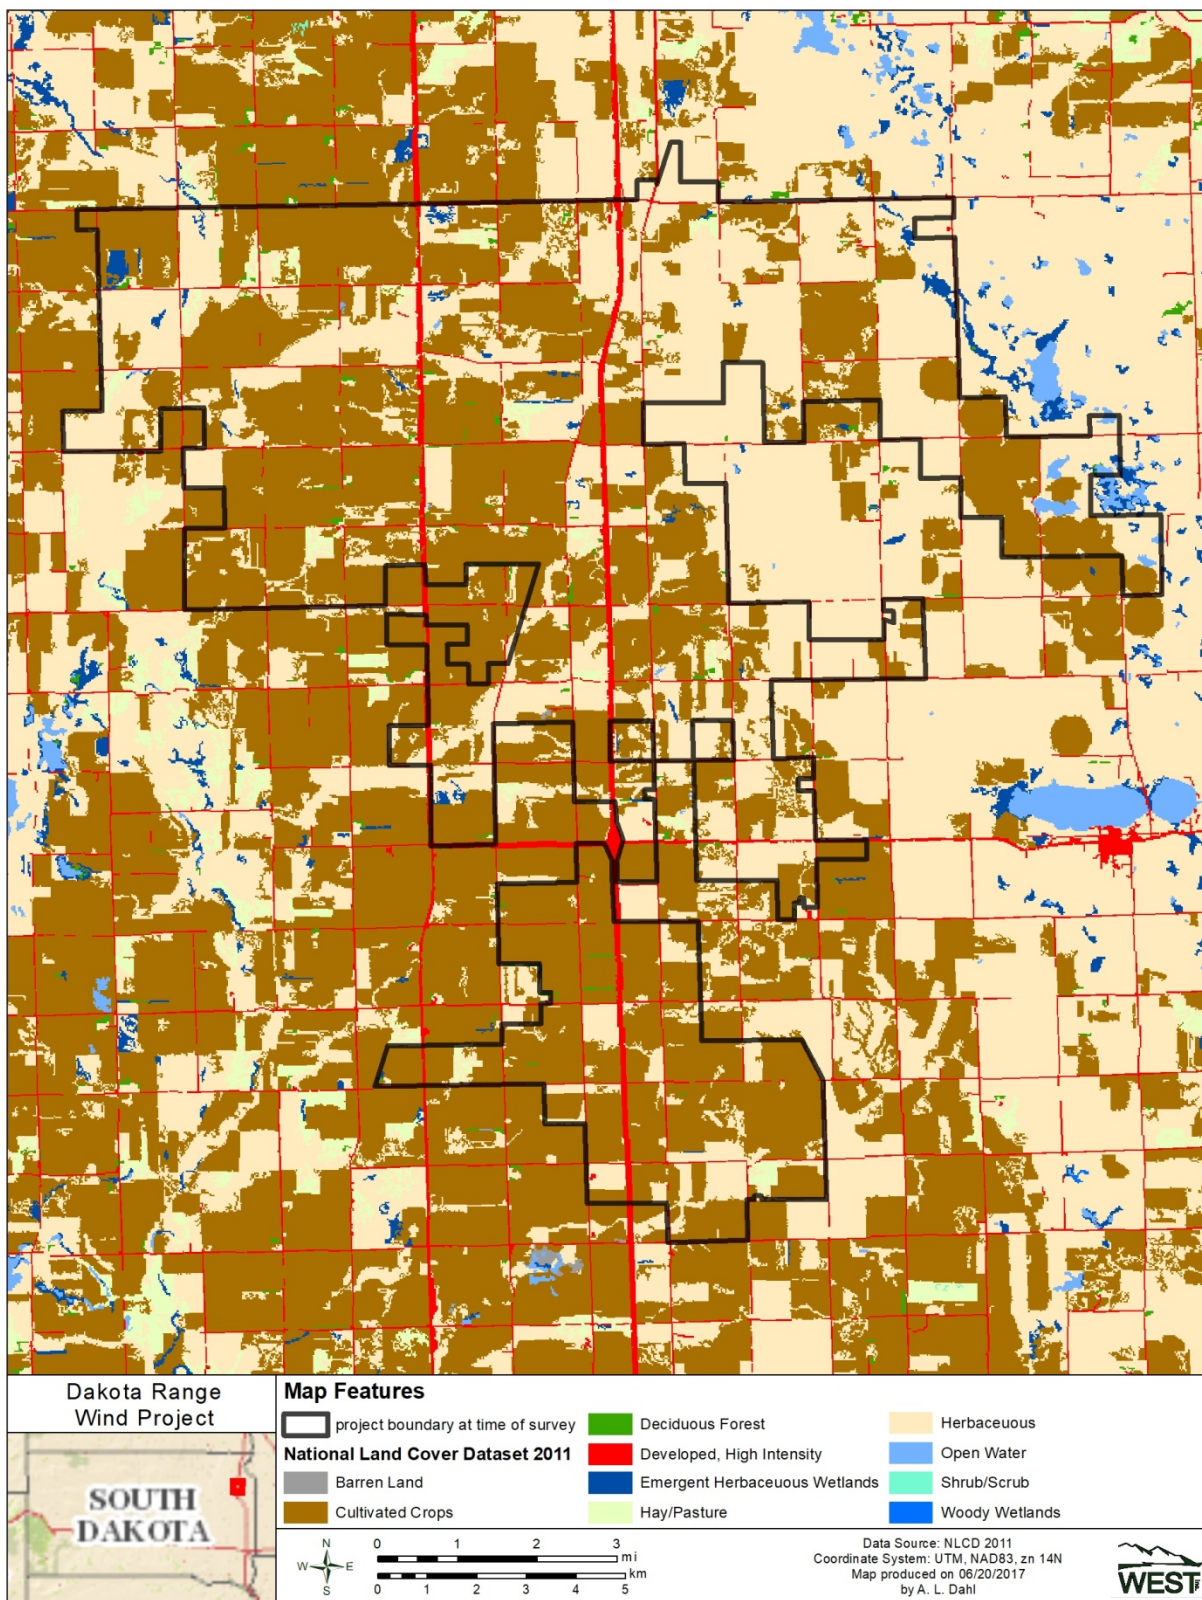 Dakota Range
Wind Project
SOUTH
DAKOTA
Map Features
project boundary at time of survey
National Land Cover Dataset 2011
Barren Land
Cultivated Crops
Deciduous Forest
Developed, High Intensity
Emergent Herbaceuous Wetlands
Hay/Pasture
Herbaceous
Open Water
Shrub/Scrub
Woody Wetlands
N
W E
S
0 1 2 3
mi
km
0 1 2 3 4 5
Data Source: NLCD 2011
Coordinate System: UTM, NAD83, zn 14N
Map produced on 06/20/2017
by A. L. Dahl
WEST
Inc.